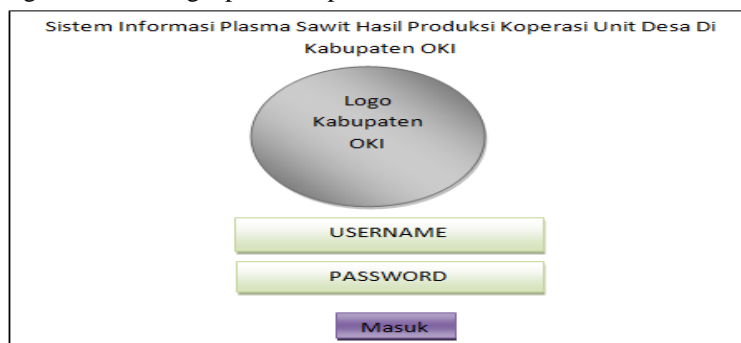 Sistem Informasi Plasma Sawit Hasil Produksi Koperasi Unit Desa Di
Kabupaten OKI
Logo
Kabupaten
OKI
USERNAME
PASSWORD
Masuk